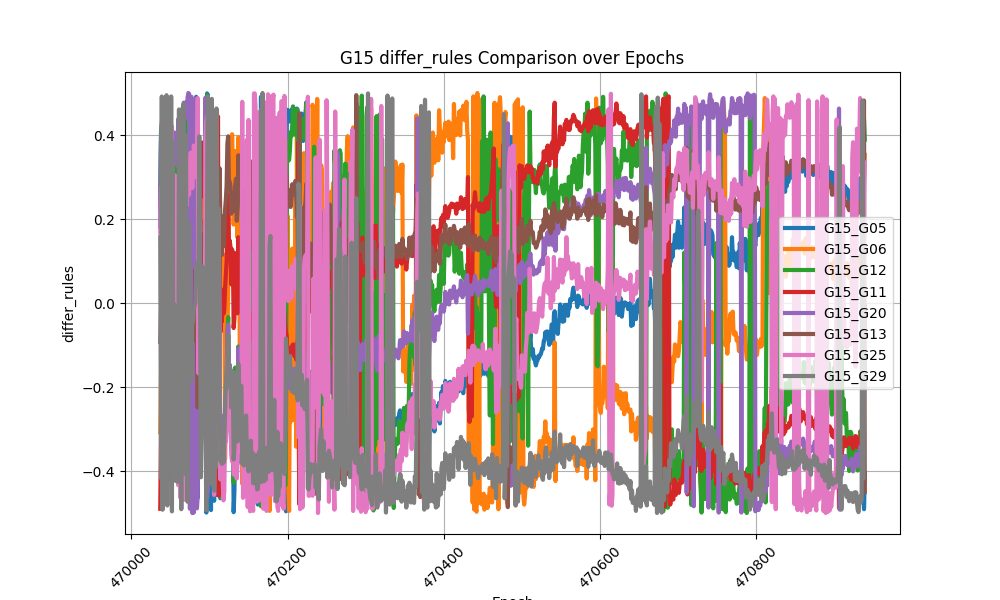 G15 differ_rules Comparison over Epochs
differ_rules
0.4
0.2
0.0
−0.2
−0.4
470000
470200
470400
470600
470800
Epoch
G15_G05
G15_G06
G15_G12
G15_G11
G15_G20
G15_G13
G15_G25
G15_G29